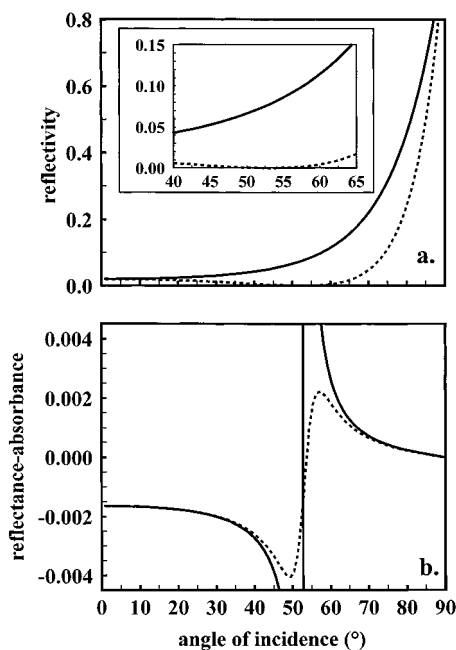 0.8
0.6
0.4
0.2
0.0
reflectivity
0.15
0.10
0.05
0.00
40 45 50 55 60 65
a.
0.004
0.002
0.000
-0.002
-0.004
reflectance-absorbance
b.
0 10 20 30 40 50 60 70 80 90
angle of incidence (°)